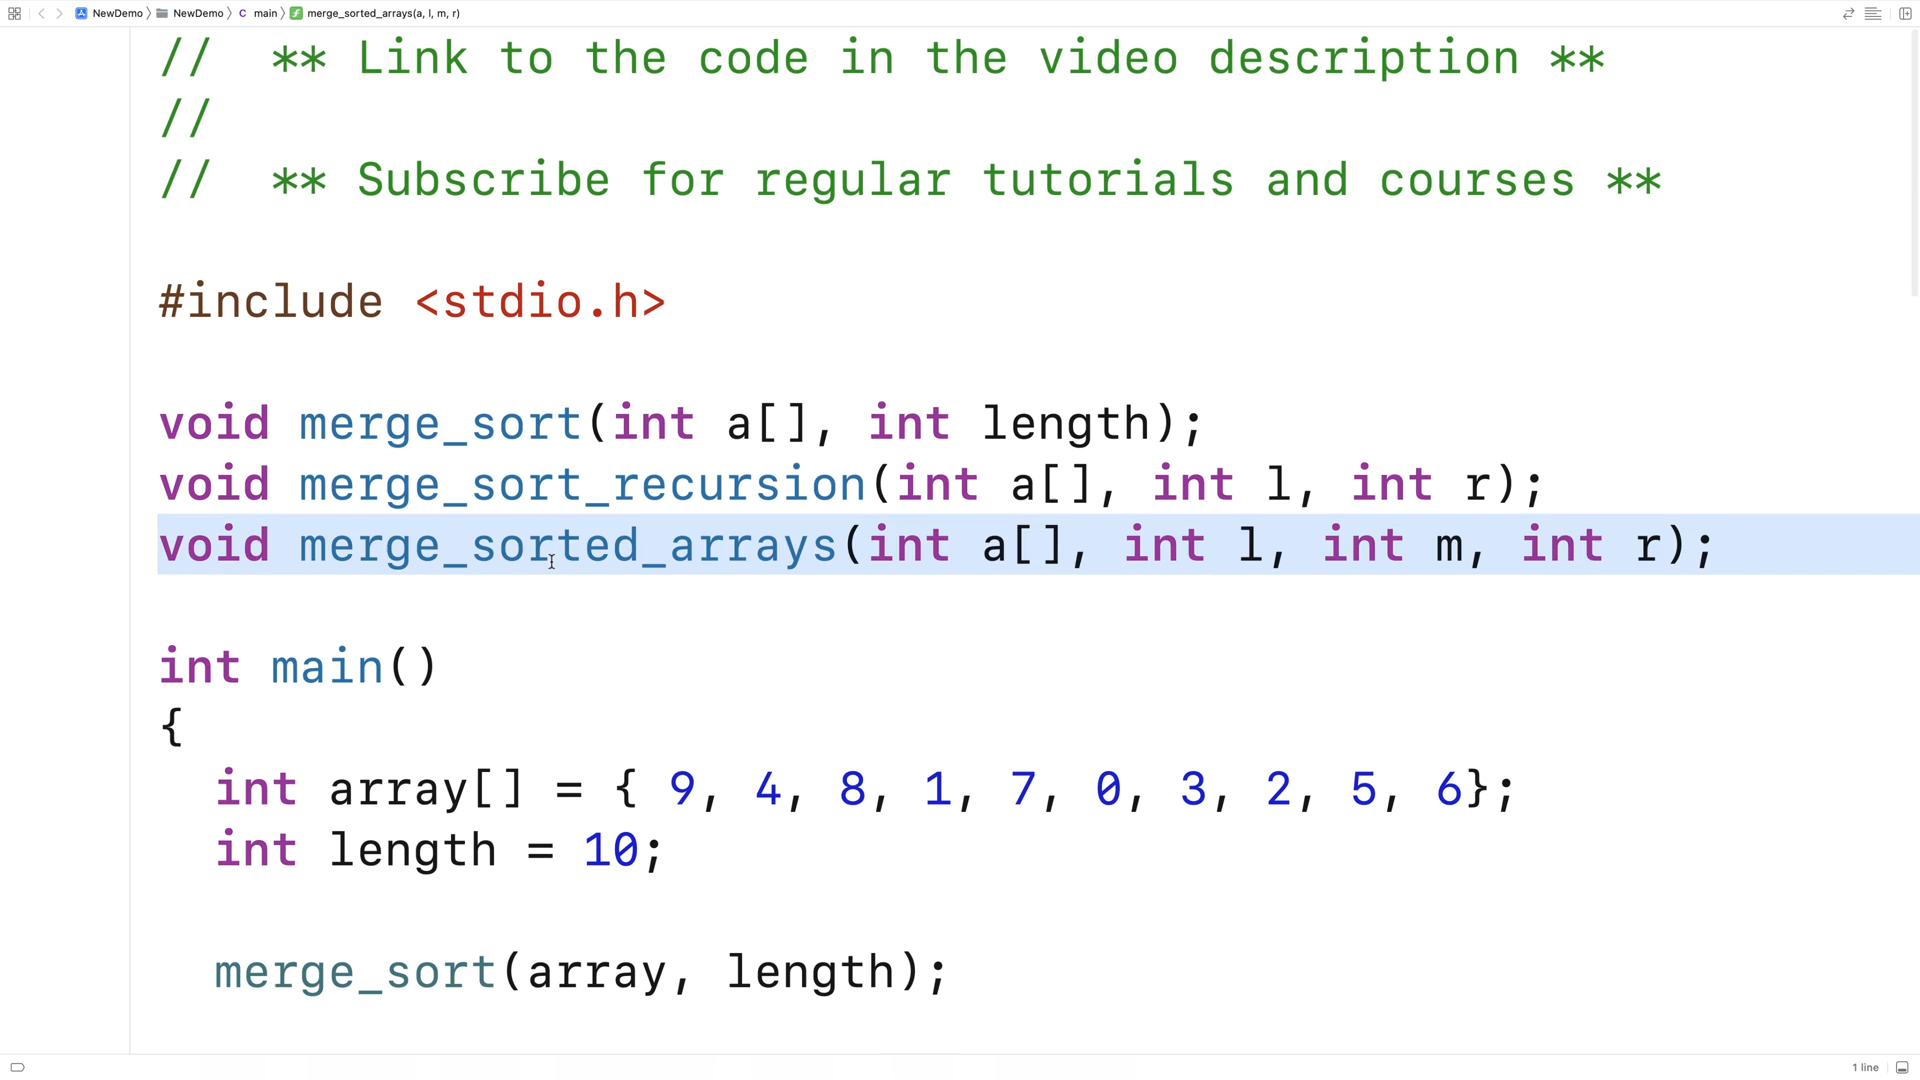 NewDemo NewDemo C main f merge_sorted_arrays(a, l, m, r)
//  ** Link to the code in the video description **
//
//  ** Subscribe for regular tutorials and courses **
#include <stdio.h>
void merge_sort(int a[], int length);
void merge_sort_recursion(int a[], int l, int r);
void merge_sorted_arrays(int a[], int l, int m, int r);
int main()
{
  int array[] = { 9, 4, 8, 1, 7, 0, 3, 2, 5, 6};
  int length = 10;
  merge_sort(array, length);
1 line